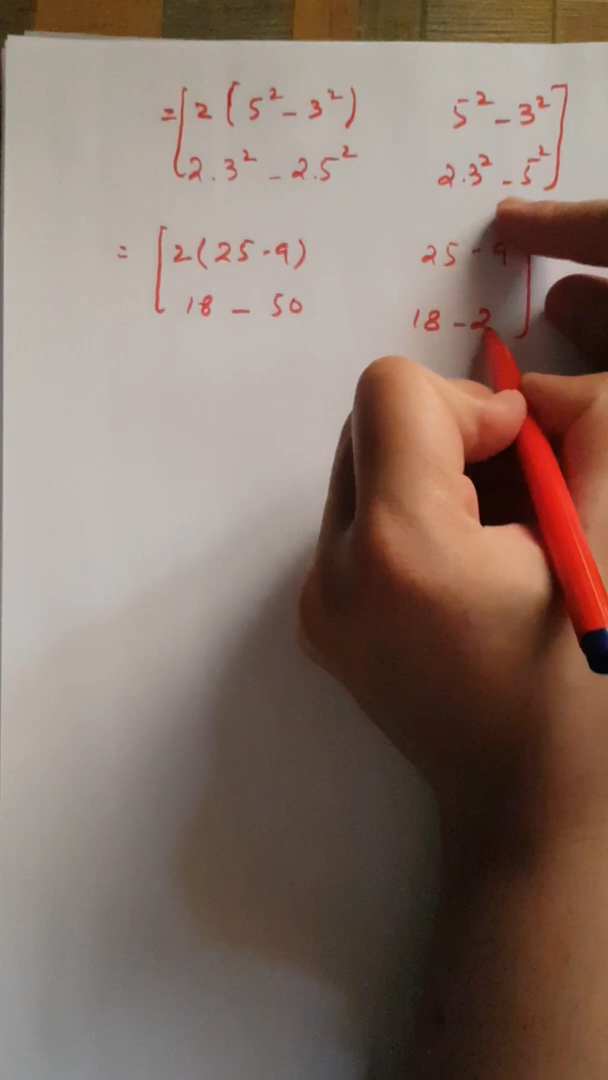 = [ 2 ( 5² - 3² )   5² - 3² ]
[ 2.3² - 2.5²   2.3² - 5² ]
= [ 2 ( 25 - 9 )   25 - 9 ]
[ 18 - 50   18 - 2 ]